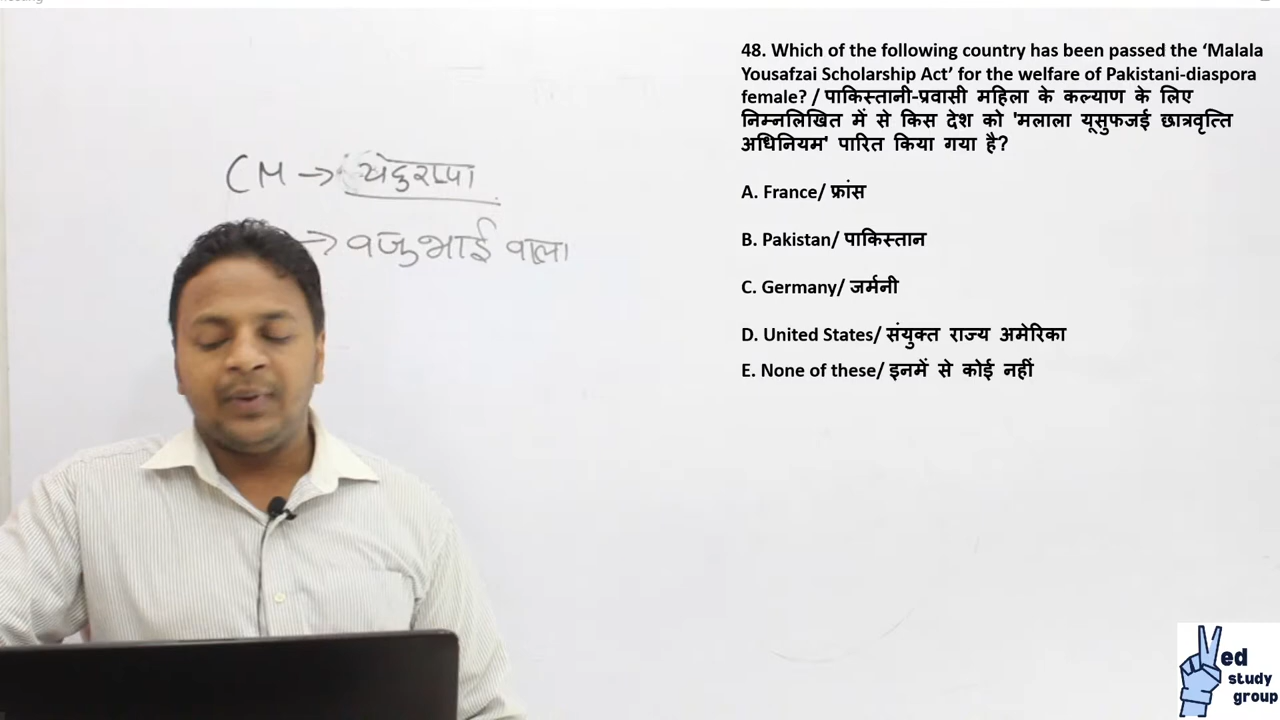 48. Which of the following country has been passed the ‘Malala
Yousafzai Scholarship Act’ for the welfare of Pakistani-diaspora
female? / पाकिस्तानी-प्रवासी महिला के कल्याण के लिए
निम्नलिखित में से किस देश को 'मलाला यूसुफजई छात्रवृत्ति
अधिनियम' पारित किया गया है?
A. France/ फ्रांस
B. Pakistan/ पाकिस्तान
C. Germany/ जर्मनी
D. United States/ संयुक्त राज्य अमेरिका
E. None of these/ इनमें से कोई नहीं
CM →
→ वजुभाई वाला
Ved
study
group